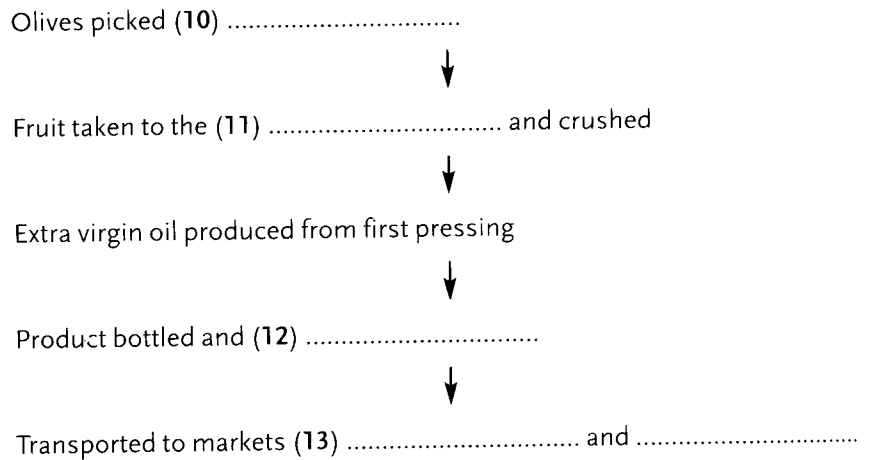 Olives picked (10) .................................
Fruit taken to the (11) ................................. and crushed
Extra virgin oil produced from first pressing
Product bottled and (12) .................................
Transported to markets (13) ................................. and ................................